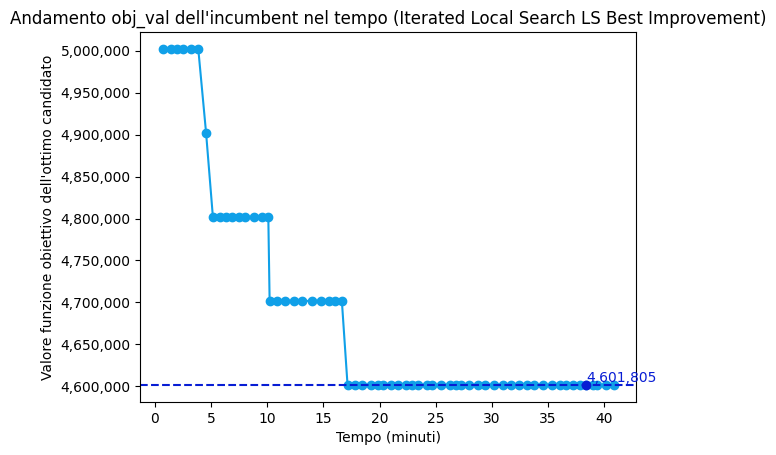 Andamento obj_val dell'incumbent nel tempo (Iterated Local Search LS Best Improvement)
Valore funzione obiettivo dell'ottimo candidato
5,000,000
4,950,000
4,900,000
4,850,000
4,800,000
4,750,000
4,700,000
4,650,000
4,600,000
4,601,805
0 5 10 15 20 25 30 35 40
Tempo (minuti)